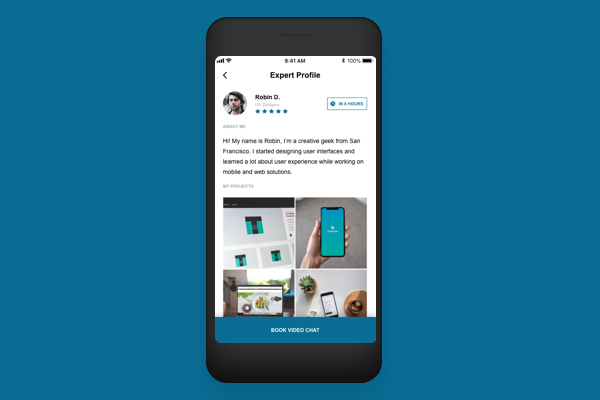 9:41 AM
100%
Expert Profile
Robin D.
UX Designer
IN 8 HOURS
ABOUT ME
Hi! My name is Robin, I'm a creative geek from San
Francisco. I started designing user interfaces and
learned a lot about user experience while working on
mobile and web solutions.
MY PROJECTS
BOOK VIDEO CHAT